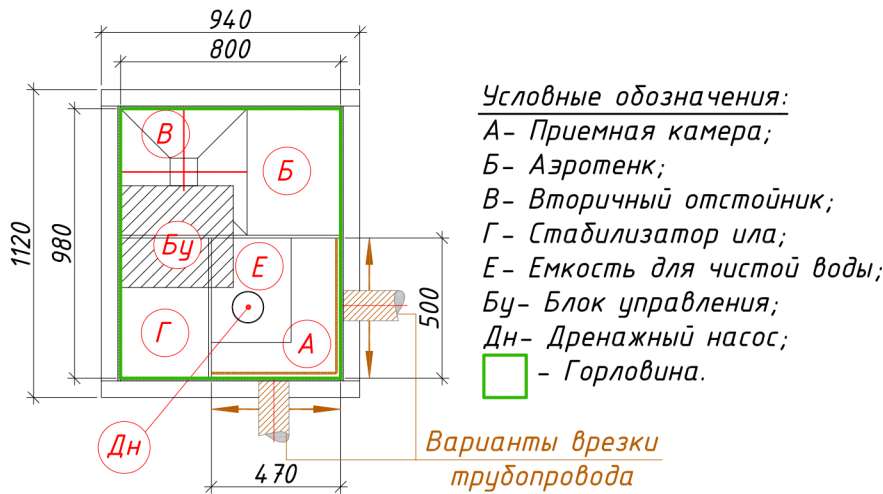 940
800
1120
980
500
470
В
Б
Бу
Е
Г
А
Дн
Условные обозначения:
А- Приемная камера;
Б- Аэротенк;
В- Вторичный отстойник;
Г- Стабилизатор ила;
Е- Емкость для чистой воды;
Бу- Блок управления;
Дн- Дренажный насос;
- Горловина.
Варианты врезки
трубопровода